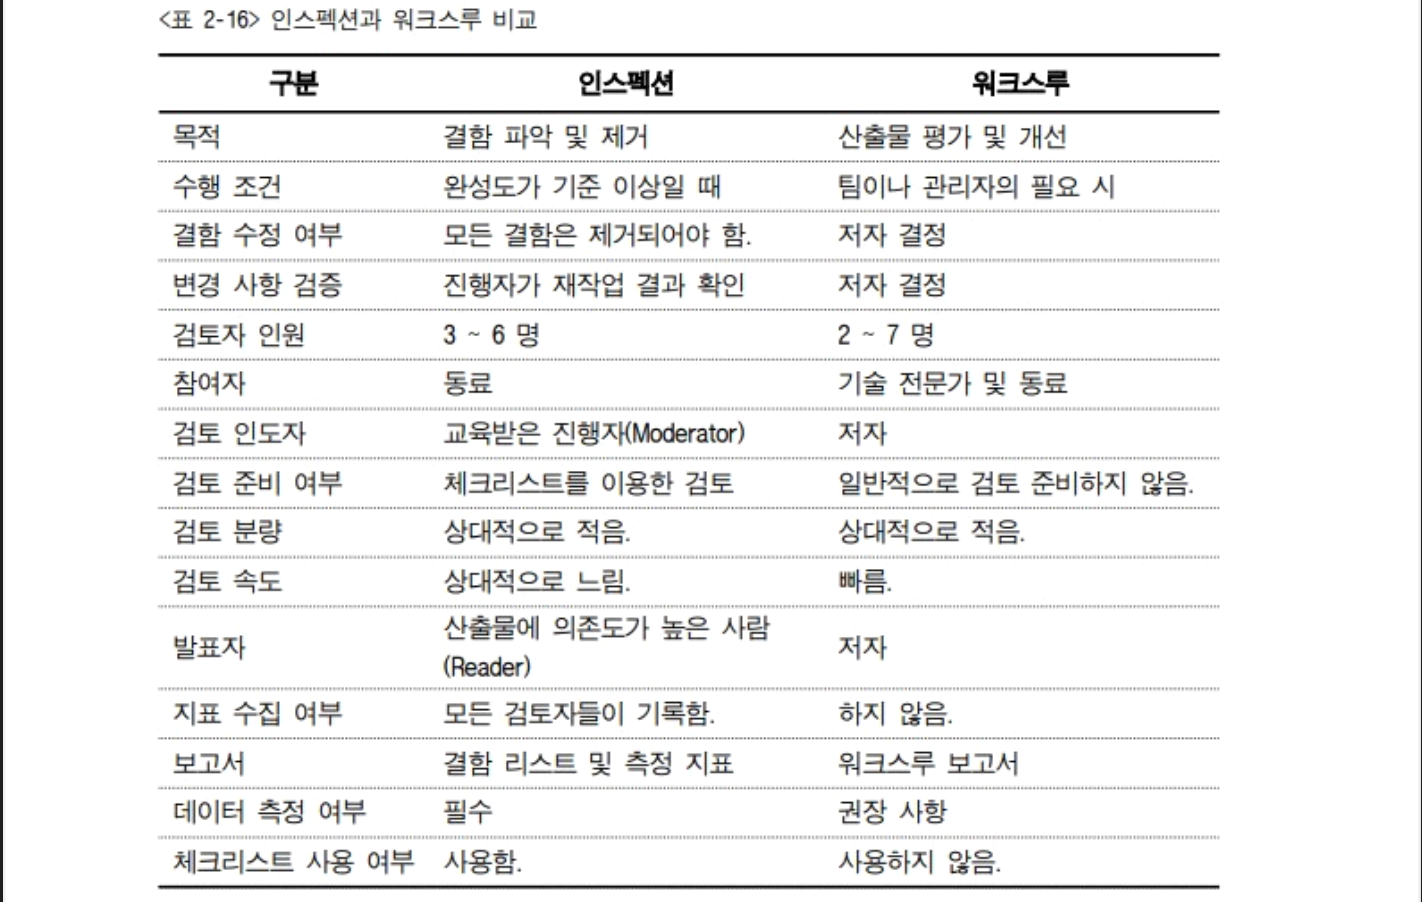 <표 2-16> 인스펙션과 워크스루 비교
구분 인스펙션 워크스루
목적 결함 파악 및 제거 산출물 평가 및 개선
수행 조건 완성도가 기준 이상일 때 팀이나 관리자의 필요 시
결함 수정 여부 모든 결함은 제거되어야 함. 저자 결정
변경 사항 검증 진행자가 재작업 결과 확인 저자 결정
검토자 인원 3 ~ 6 명 2 ~ 7 명
참여자 동료 기술 전문가 및 동료
검토 인도자 교육받은 진행자(Moderator) 저자
검토 준비 여부 체크리스트를 이용한 검토 일반적으로 검토 준비하지 않음.
검토 분량 상대적으로 적음. 상대적으로 적음.
검토 속도 상대적으로 느림. 빠름.
발표자 산출물에 의존도가 높은 사람
(Reader) 저자
지표 수집 여부 모든 검토자들이 기록함. 하지 않음.
보고서 결함 리스트 및 측정 지표 워크스루 보고서
데이터 측정 여부 필수 권장 사항
체크리스트 사용 여부 사용함. 사용하지 않음.